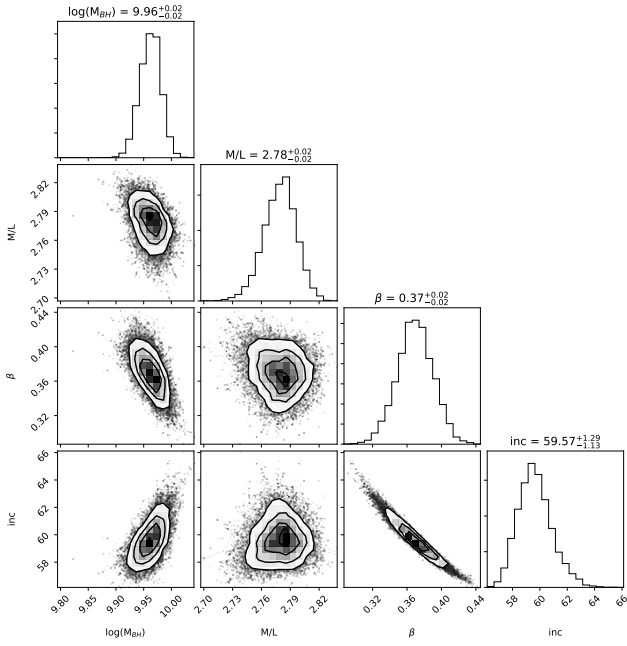 log(M_BH) = 9.96^{+0.02}_{-0.02}
M/L = 2.78^{+0.02}_{-0.02}
M/L
2.82
2.79
2.76
2.73
2.70
β = 0.37^{+0.02}_{-0.02}
β
0.44
0.40
0.36
0.32
inc = 59.57^{+1.29}_{-1.13}
inc
66
64
62
60
58
9.80 9.85 9.90 9.95 10.00
2.70 2.73 2.76 2.79 2.82
0.32 0.36 0.40 0.44
58 60 62 64 66
log(M_BH) M/L β inc